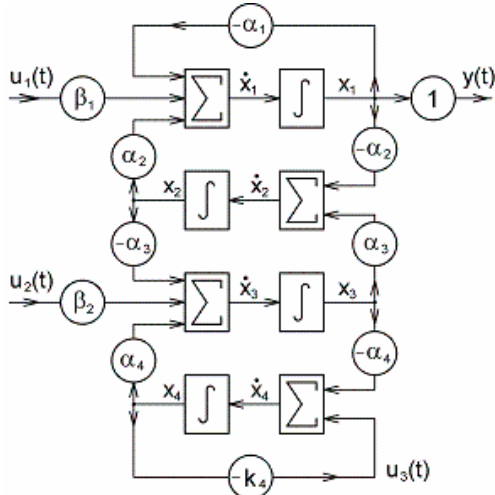 -α₁
u₁(t) β₁ ∑ ẋ₁ ∫ x₁ 1 y(t)
α₂ -α₂
x₂ ∫ ẋ₂ ∑
-α₃ α₃
u₂(t) β₂ ∑ ẋ₃ ∫ x₃
α₄ -α₄
x₄ ∫ ẋ₄ ∑
-k₄ u₃(t)